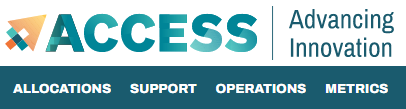 ACCESS
Advancing
Innovation
ALLOCATIONS SUPPORT OPERATIONS METRICS